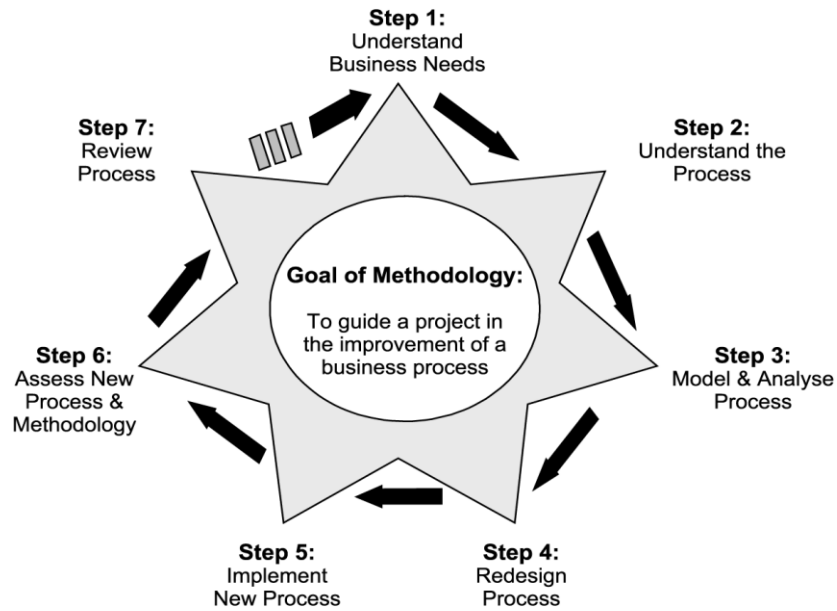 Step 1:
Understand
Business Needs
Step 2:
Understand the
Process
Step 3:
Model & Analyse
Process
Step 4:
Redesign
Process
Step 5:
Implement
New Process
Step 6:
Assess New
Process &
Methodology
Step 7:
Review
Process
Goal of Methodology:
To guide a project in
the improvement of a
business process